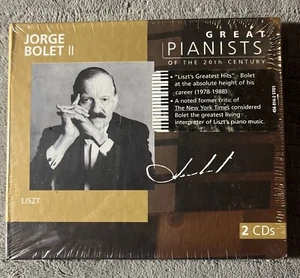 JORGE
BOLET II
GREAT
PIANISTS
OF THE 20TH CENTURY
• "Liszt's Greatest Hits" - Bolet
at the absolute height of his
career (1978-1988)
• A noted former critic of
The New York Times considered
Bolet the greatest living
interpreter of Liszt's piano music.
LISZT
2 CDs